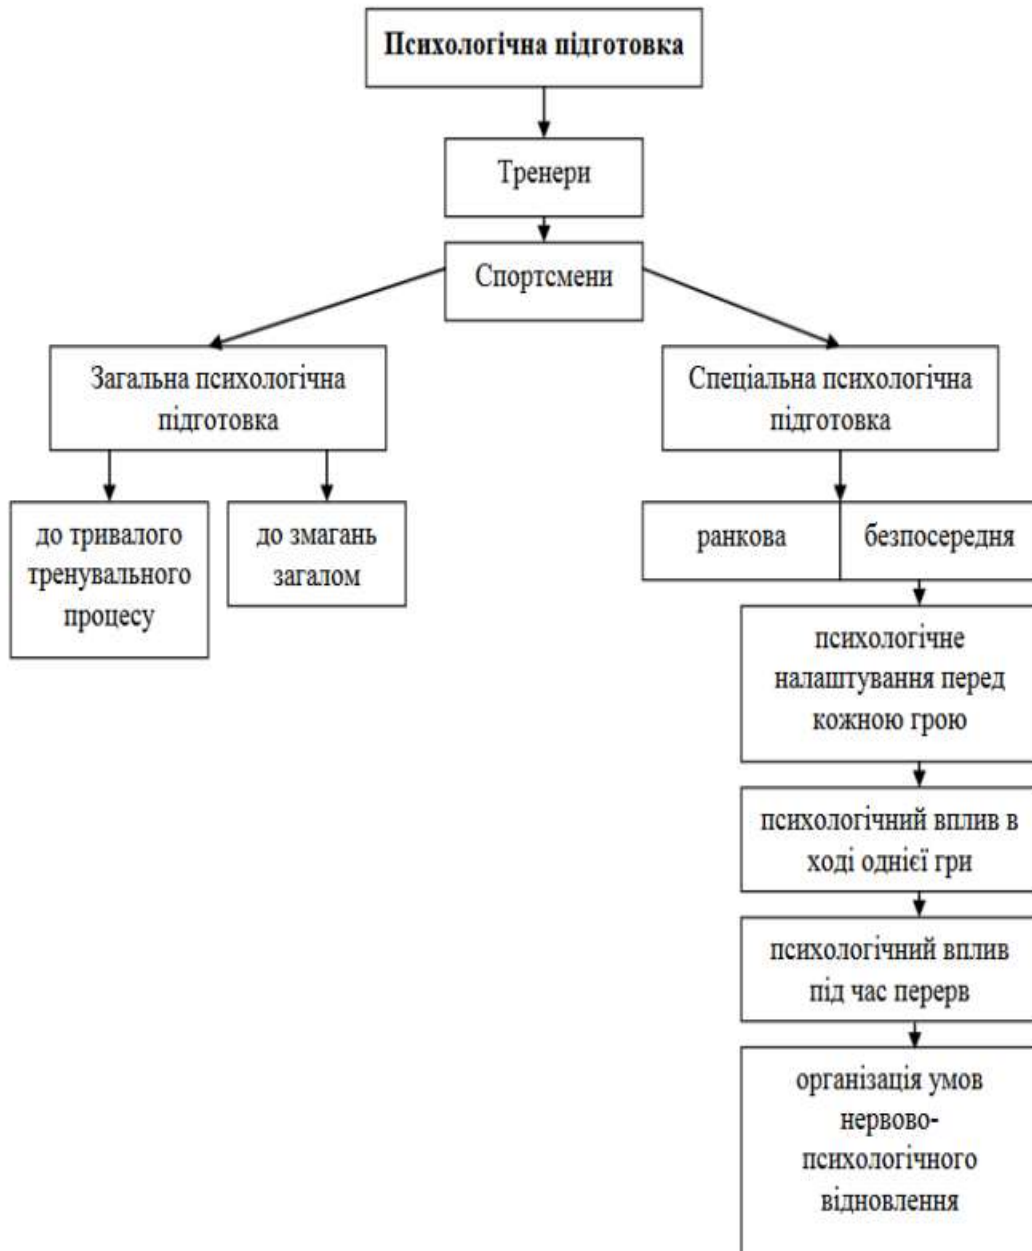 Психологічна підготовка
Тренери
Спортсмени
Загальна психологічна
підготовка
Спеціальна психологічна
підготовка
до тривалого
тренувального
процесу
до змагань
загалом
ранкова
безпосередня
психологічне
налаштування перед
кожною грою
психологічний вплив в
ході однієї гри
психологічний вплив
під час перерв
організація умов
нервово-
психологічного
відновлення